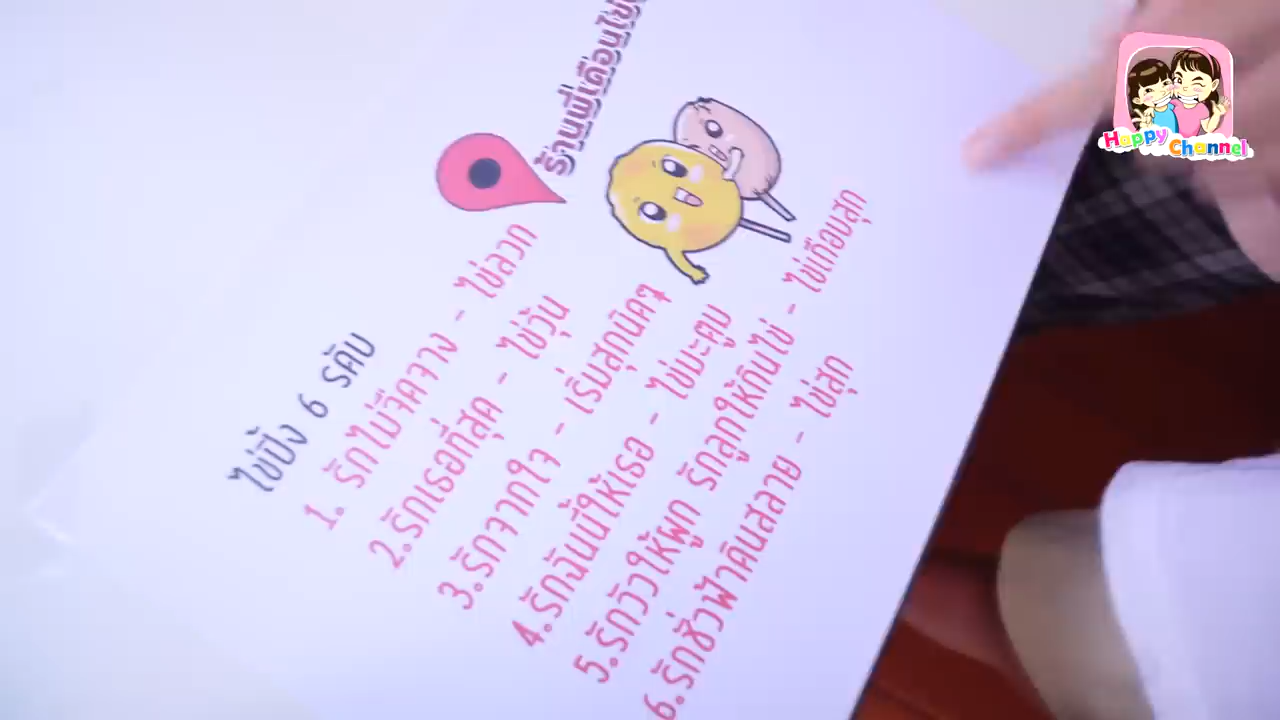 ร้านพี่เดือนไข่
ไข่ปิ้ง 6 รสับ
1. รักไม่จืดจาง - ไข่ลวก
2.รักเธอที่สุด - ไข่วุ้น
3.รักจากใจ - เริ่มสุกนิดๆ
4.รักฉันนี้ให้เธอ - ไข่มะตูม
5.รักวัวให้ผูก รักลูกให้กินไข่ - ไข่เกือบสุก
6.รักชั่วฟ้าดินสลาย - ไข่สุก
Happy Channel